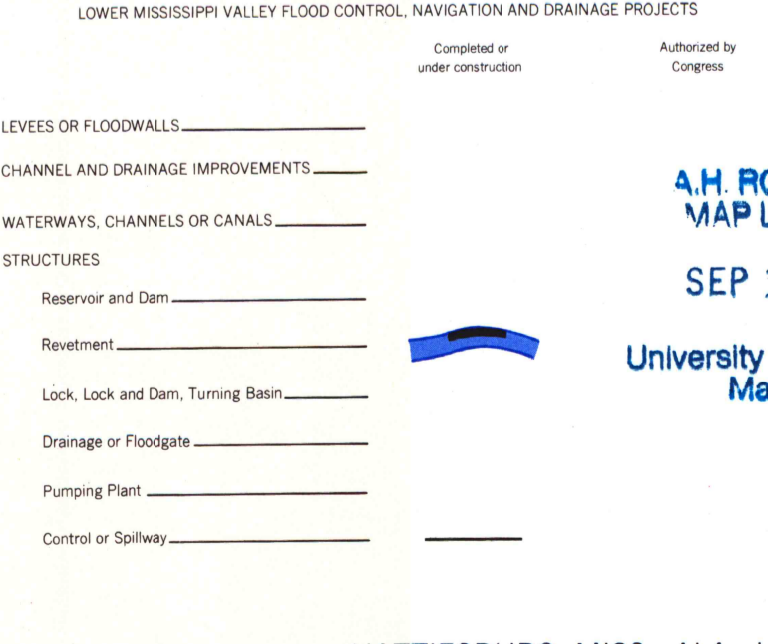 LOWER MISSISSIPPI VALLEY FLOOD CONTROL, NAVIGATION AND DRAINAGE PROJECTS
Completed or
under construction
Authorized by
Congress
LEVEES OR FLOODWALLS
CHANNEL AND DRAINAGE IMPROVEMENTS
WATERWAYS, CHANNELS OR CANALS
STRUCTURES
Reservoir and Dam
Revetment
Lock, Lock and Dam, Turning Basin
Drainage or Floodgate
Pumping Plant
Control or Spillway
A.H.
MAP
SEP
University